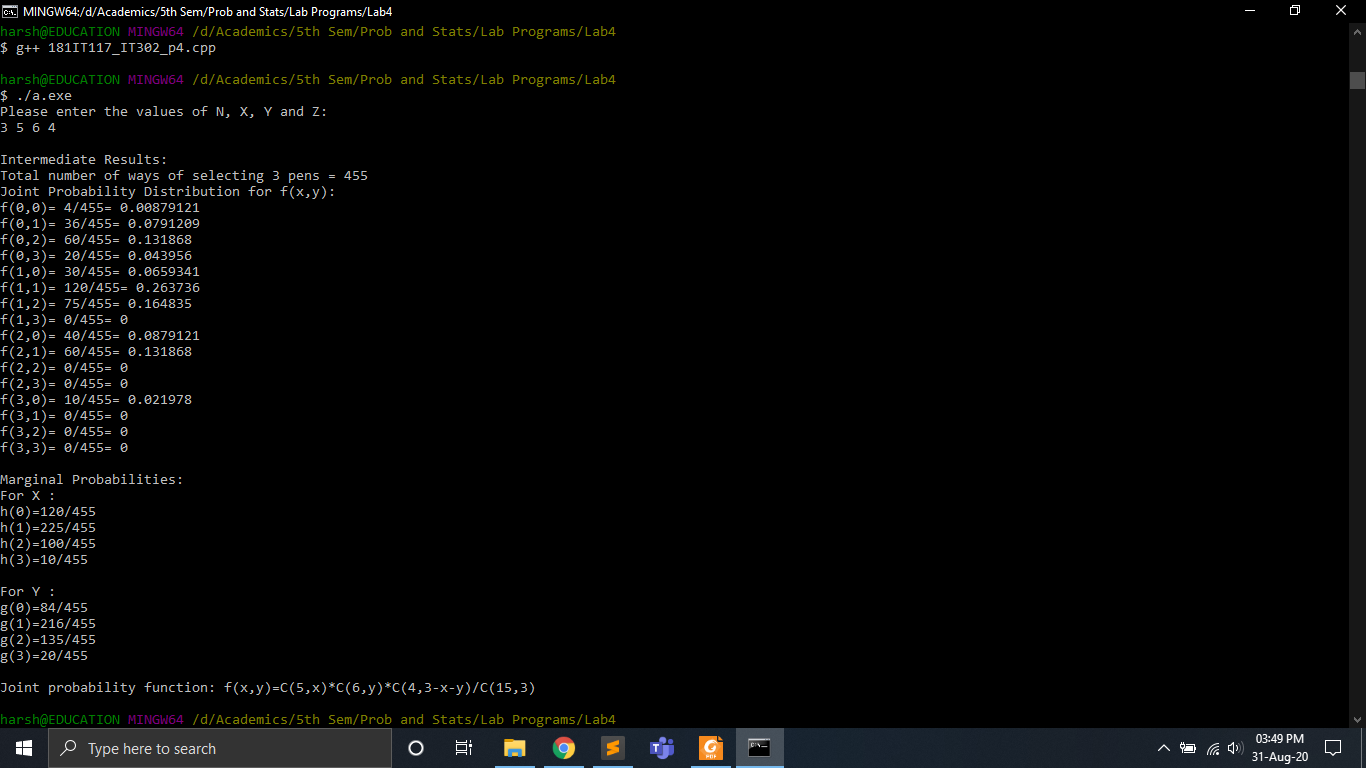 MINGW64:/d/Academics/5th Sem/Prob and Stats/Lab Programs/Lab4
harsh@EDUCATION MINGW64 /d/Academics/5th Sem/Prob and Stats/Lab Programs/Lab4
$ g++ 181IT117_IT302_p4.cpp
harsh@EDUCATION MINGW64 /d/Academics/5th Sem/Prob and Stats/Lab Programs/Lab4
$ ./a.exe
Please enter the values of N, X, Y and Z:
3 5 6 4
Intermediate Results:
Total number of ways of selecting 3 pens = 455
Joint Probability Distribution for f(x,y):
f(0,0)= 4/455= 0.00879121
f(0,1)= 36/455= 0.0791209
f(0,2)= 60/455= 0.131868
f(0,3)= 20/455= 0.043956
f(1,0)= 30/455= 0.0659341
f(1,1)= 120/455= 0.263736
f(1,2)= 75/455= 0.164835
f(1,3)= 0/455= 0
f(2,0)= 40/455= 0.0879121
f(2,1)= 60/455= 0.131868
f(2,2)= 0/455= 0
f(2,3)= 0/455= 0
f(3,0)= 10/455= 0.021978
f(3,1)= 0/455= 0
f(3,2)= 0/455= 0
f(3,3)= 0/455= 0
Marginal Probabilities:
For X :
h(0)=120/455
h(1)=225/455
h(2)=100/455
h(3)=10/455
For Y :
g(0)=84/455
g(1)=216/455
g(2)=135/455
g(3)=20/455
Joint probability function: f(x,y)=C(5,x)*C(6,y)*C(4,3-x-y)/C(15,3)
harsh@EDUCATION MINGW64 /d/Academics/5th Sem/Prob and Stats/Lab Programs/Lab4
Type here to search
03:49 PM
31-Aug-20